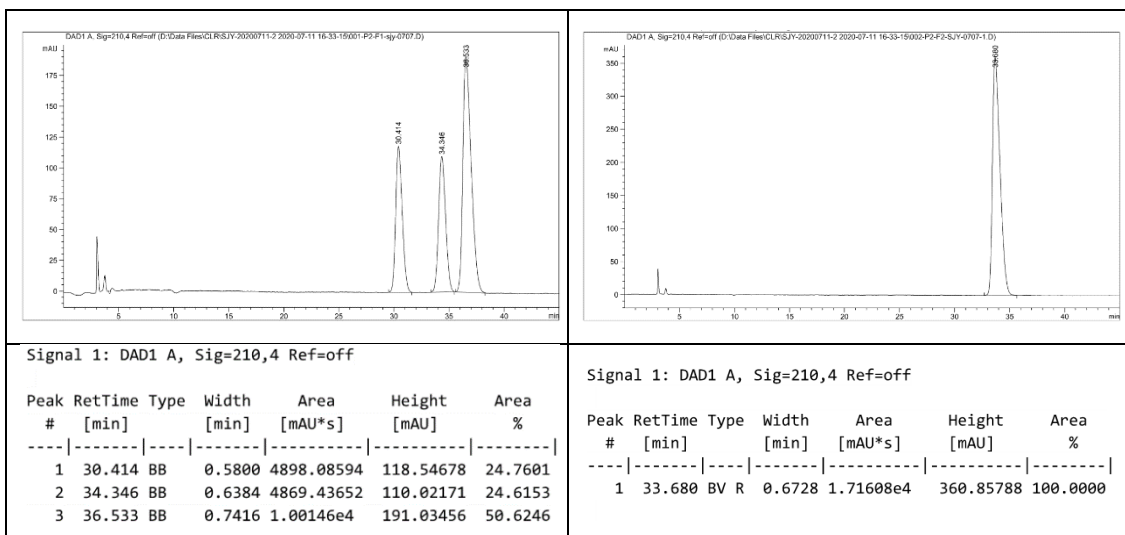 DAD1 A, Sig=210,4 Ref=off (D:\Data Files\CLR\SJY-20200711-2 2020-07-11 16-33-15\001-P2-F1-sjy-0707.D)
mAU
175
150
125
100
75
50
25
0
30.414
34.346
36.533
5 10 15 20 25 30 35 40 min
Signal 1: DAD1 A, Sig=210,4 Ref=off
Peak RetTime Type Width Area Height Area
# [min] [min] [mAU*s] [mAU] %
----|-------|----|-------|----------|----------|--------|
1 30.414 BB 0.5800 4898.08594 118.54678 24.7601
2 34.346 BB 0.6384 4869.43652 110.02171 24.6153
3 36.533 BB 0.7416 1.00146e4 191.03456 50.6246
DAD1 A, Sig=210,4 Ref=off (D:\Data Files\CLR\SJY-20200711-2 2020-07-11 16-33-15\002-P2-F2-SJY-0707-1.D)
mAU
350
300
250
200
150
100
50
0
33.680
5 10 15 20 25 30 35 40 min
Signal 1: DAD1 A, Sig=210,4 Ref=off
Peak RetTime Type Width Area Height Area
# [min] [min] [mAU*s] [mAU] %
----|-------|----|-------|----------|----------|--------|
1 33.680 BV R 0.6728 1.71608e4 360.85788 100.0000